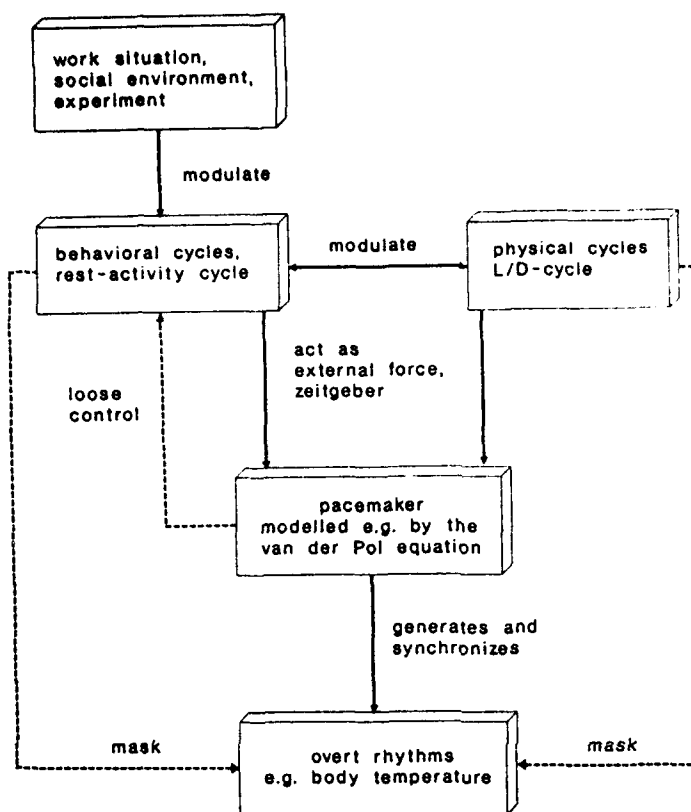 work situation,
social environment,
experiment
modulate
behavioral cycles,
rest-activity cycle
modulate
physical cycles
L/D-cycle
act as
external force,
zeitgeber
loose
control
pacemaker
modelled e.g. by the
van der Pol equation
generates and
synchronizes
mask
overt rhythms
e.g. body temperature
mask